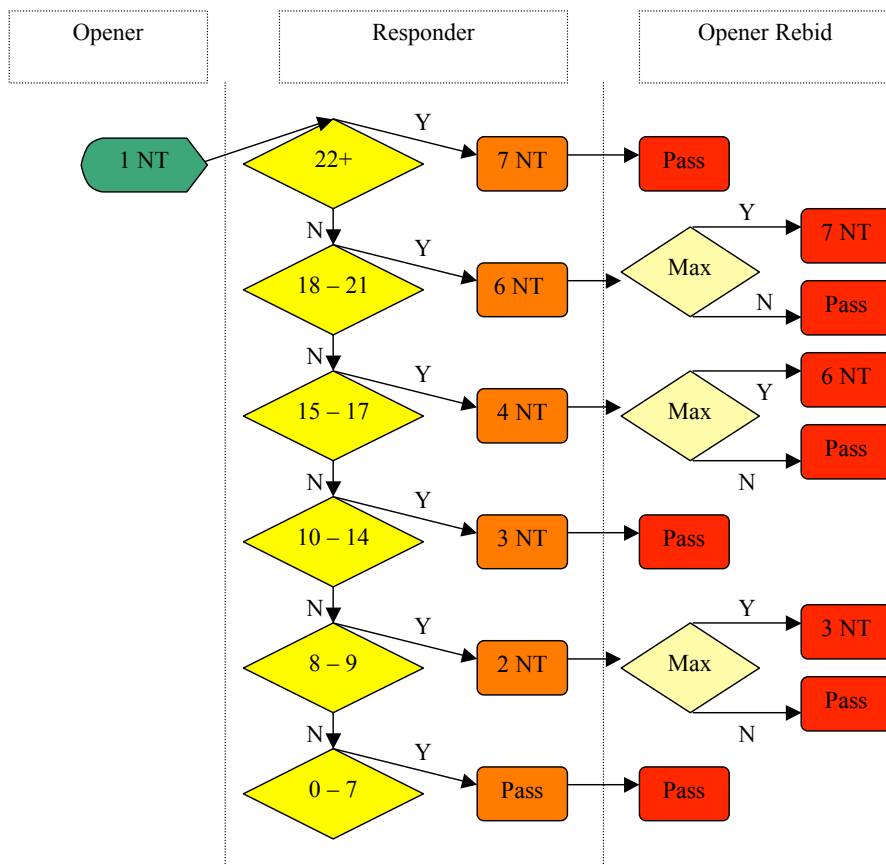 Opener
Responder
Opener Rebid
1 NT
22+
Y
7 NT
Pass
N
18 – 21
Y
6 NT
Max
Y
7 NT
N
Pass
N
15 – 17
Y
4 NT
Max
Y
6 NT
N
Pass
N
10 – 14
Y
3 NT
Pass
N
8 – 9
Y
2 NT
Max
Y
3 NT
N
Pass
N
0 – 7
Y
Pass
Pass